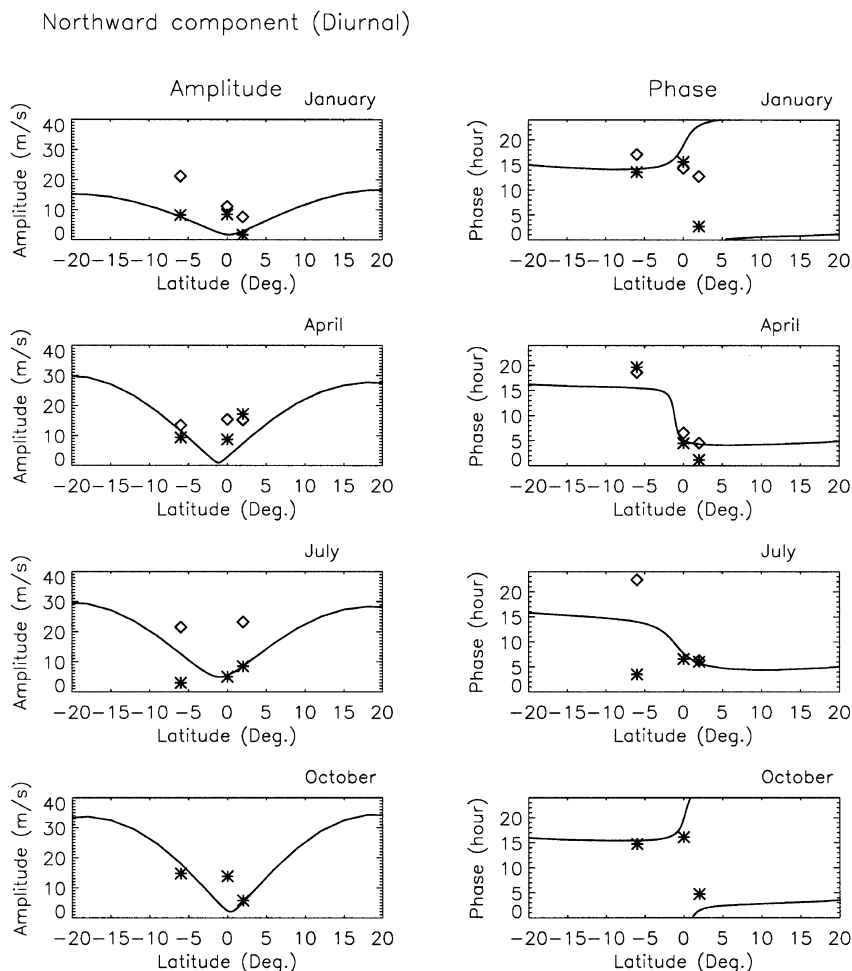 Northward component (Diurnal)
Amplitude
Phase
January
Amplitude (m/s)
40
30
20
10
0
-20-15-10 -5 0 5 10 15 20
Latitude (Deg.)
January
Phase (hour)
20
15
10
5
0
-20-15-10 -5 0 5 10 15 20
Latitude (Deg.)
April
Amplitude (m/s)
40
30
20
10
0
-20-15-10 -5 0 5 10 15 20
Latitude (Deg.)
April
Phase (hour)
20
15
10
5
0
-20-15-10 -5 0 5 10 15 20
Latitude (Deg.)
July
Amplitude (m/s)
40
30
20
10
0
-20-15-10 -5 0 5 10 15 20
Latitude (Deg.)
July
Phase (hour)
20
15
10
5
0
-20-15-10 -5 0 5 10 15 20
Latitude (Deg.)
October
Amplitude (m/s)
40
30
20
10
0
-20-15-10 -5 0 5 10 15 20
Latitude (Deg.)
October
Phase (hour)
20
15
10
5
0
-20-15-10 -5 0 5 10 15 20
Latitude (Deg.)